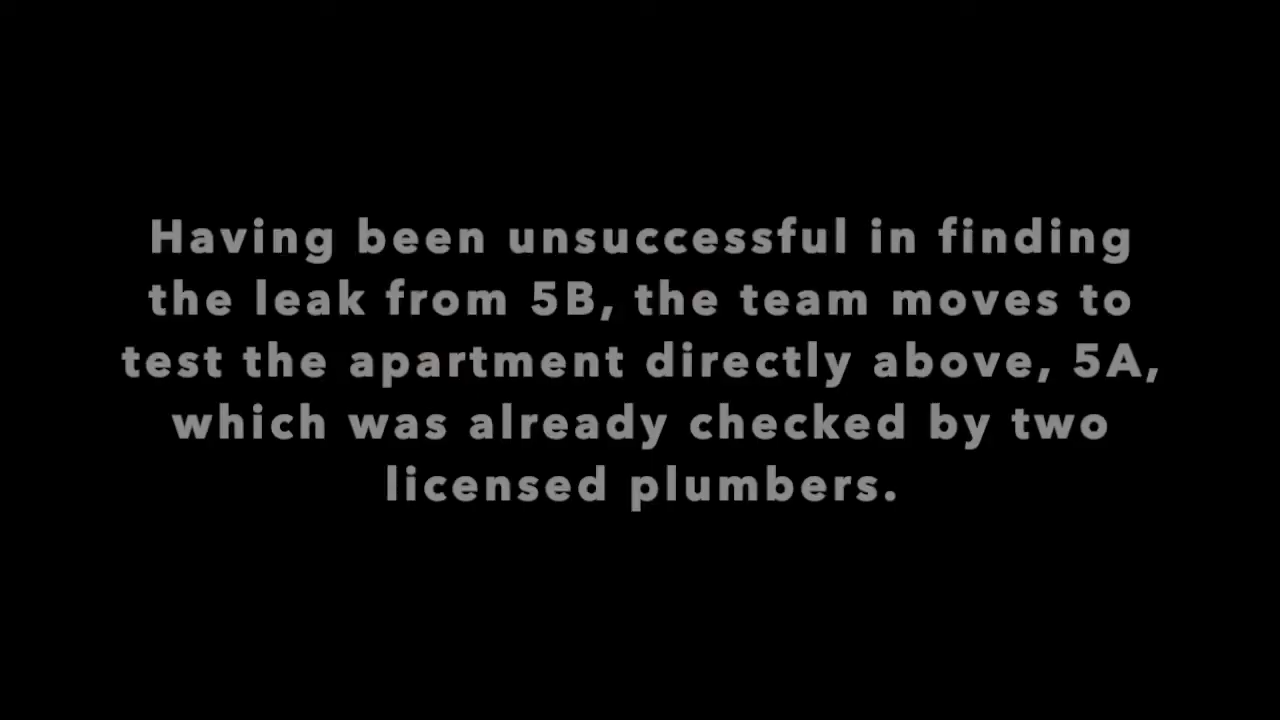 Having been unsuccessful in finding
the leak from 5B, the team moves to
test the apartment directly above, 5A,
which was already checked by two
licensed plumbers.